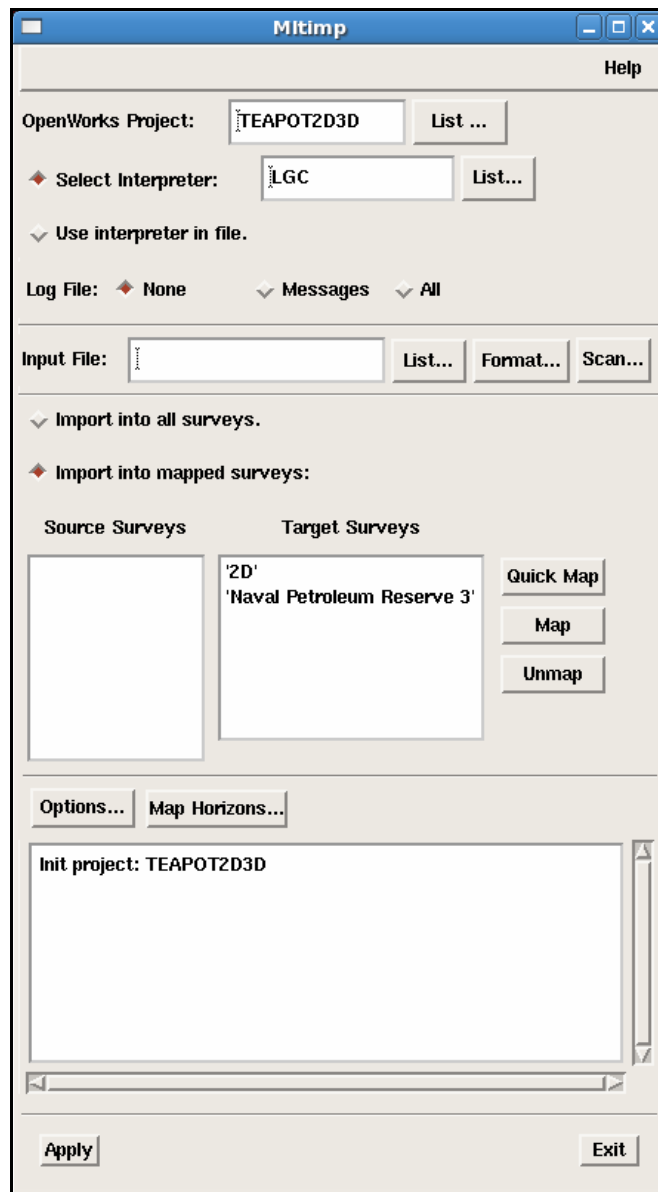 Mltimp
Help
OpenWorks Project: TEAPOT2D3D List ...
Select Interpreter: LGC List...
Use interpreter in file.
Log File: None Messages All
Input File: List... Format... Scan...
Import into all surveys.
Import into mapped surveys:
Source Surveys Target Surveys
'2D' Quick Map
'Naval Petroleum Reserve 3'
Map
Unmap
Options... Map Horizons...
Init project: TEAPOT2D3D
Apply Exit